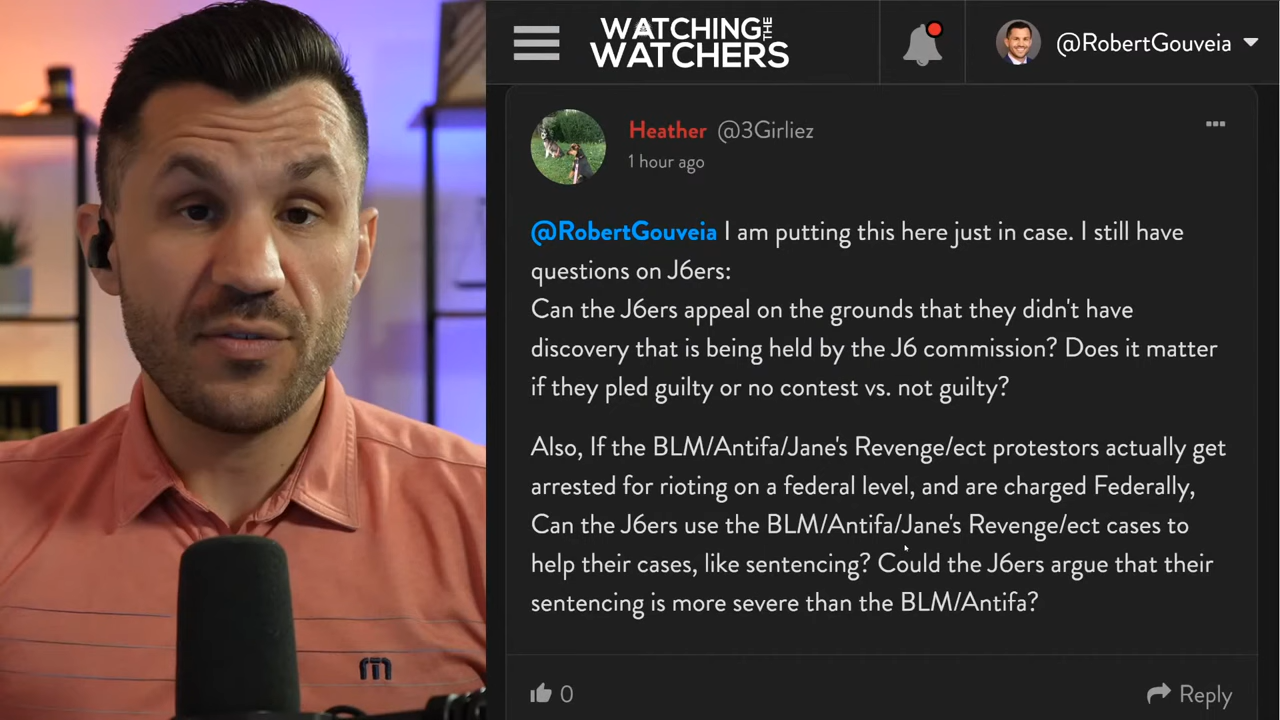 WATCHING THE
WATCHERS
@RobertGouveia
Heather @3Girliez
1 hour ago
@RobertGouveia I am putting this here just in case. I still have
questions on J6ers:
Can the J6ers appeal on the grounds that they didn't have
discovery that is being held by the J6 commission? Does it matter
if they pled guilty or no contest vs. not guilty?
Also, If the BLM/Antifa/Jane's Revenge/ect protestors actually get
arrested for rioting on a federal level, and are charged Federally,
Can the J6ers use the BLM/Antifa/Jane's Revenge/ect cases to
help their cases, like sentencing? Could the J6ers argue that their
sentencing is more severe than the BLM/Antifa?
0
Reply